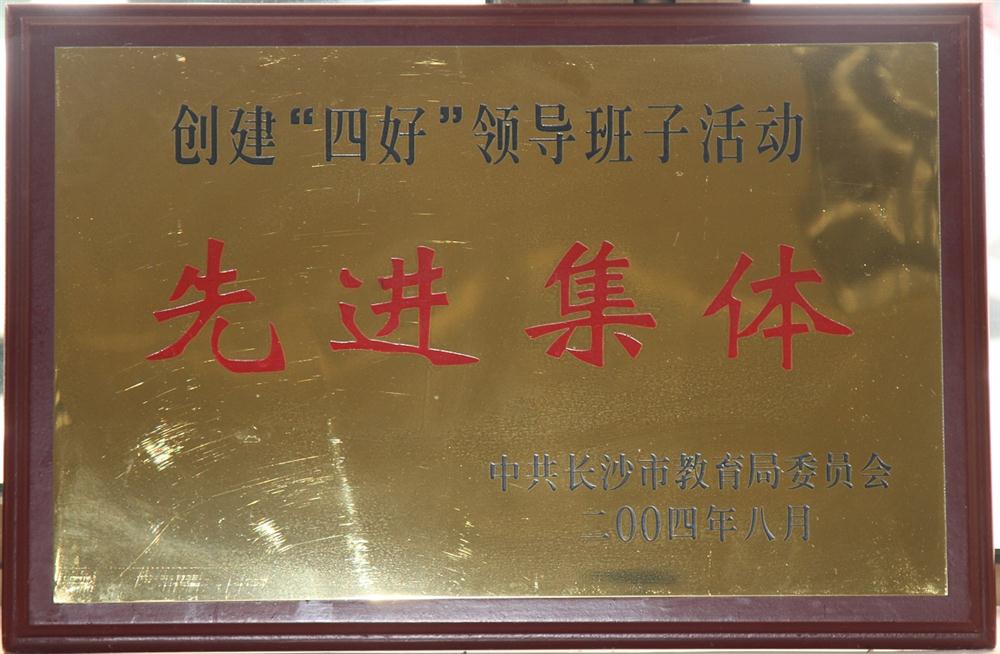 创建“四好”领导班子活动
先进集体
中共长沙市教育局委员会
二00四年八月